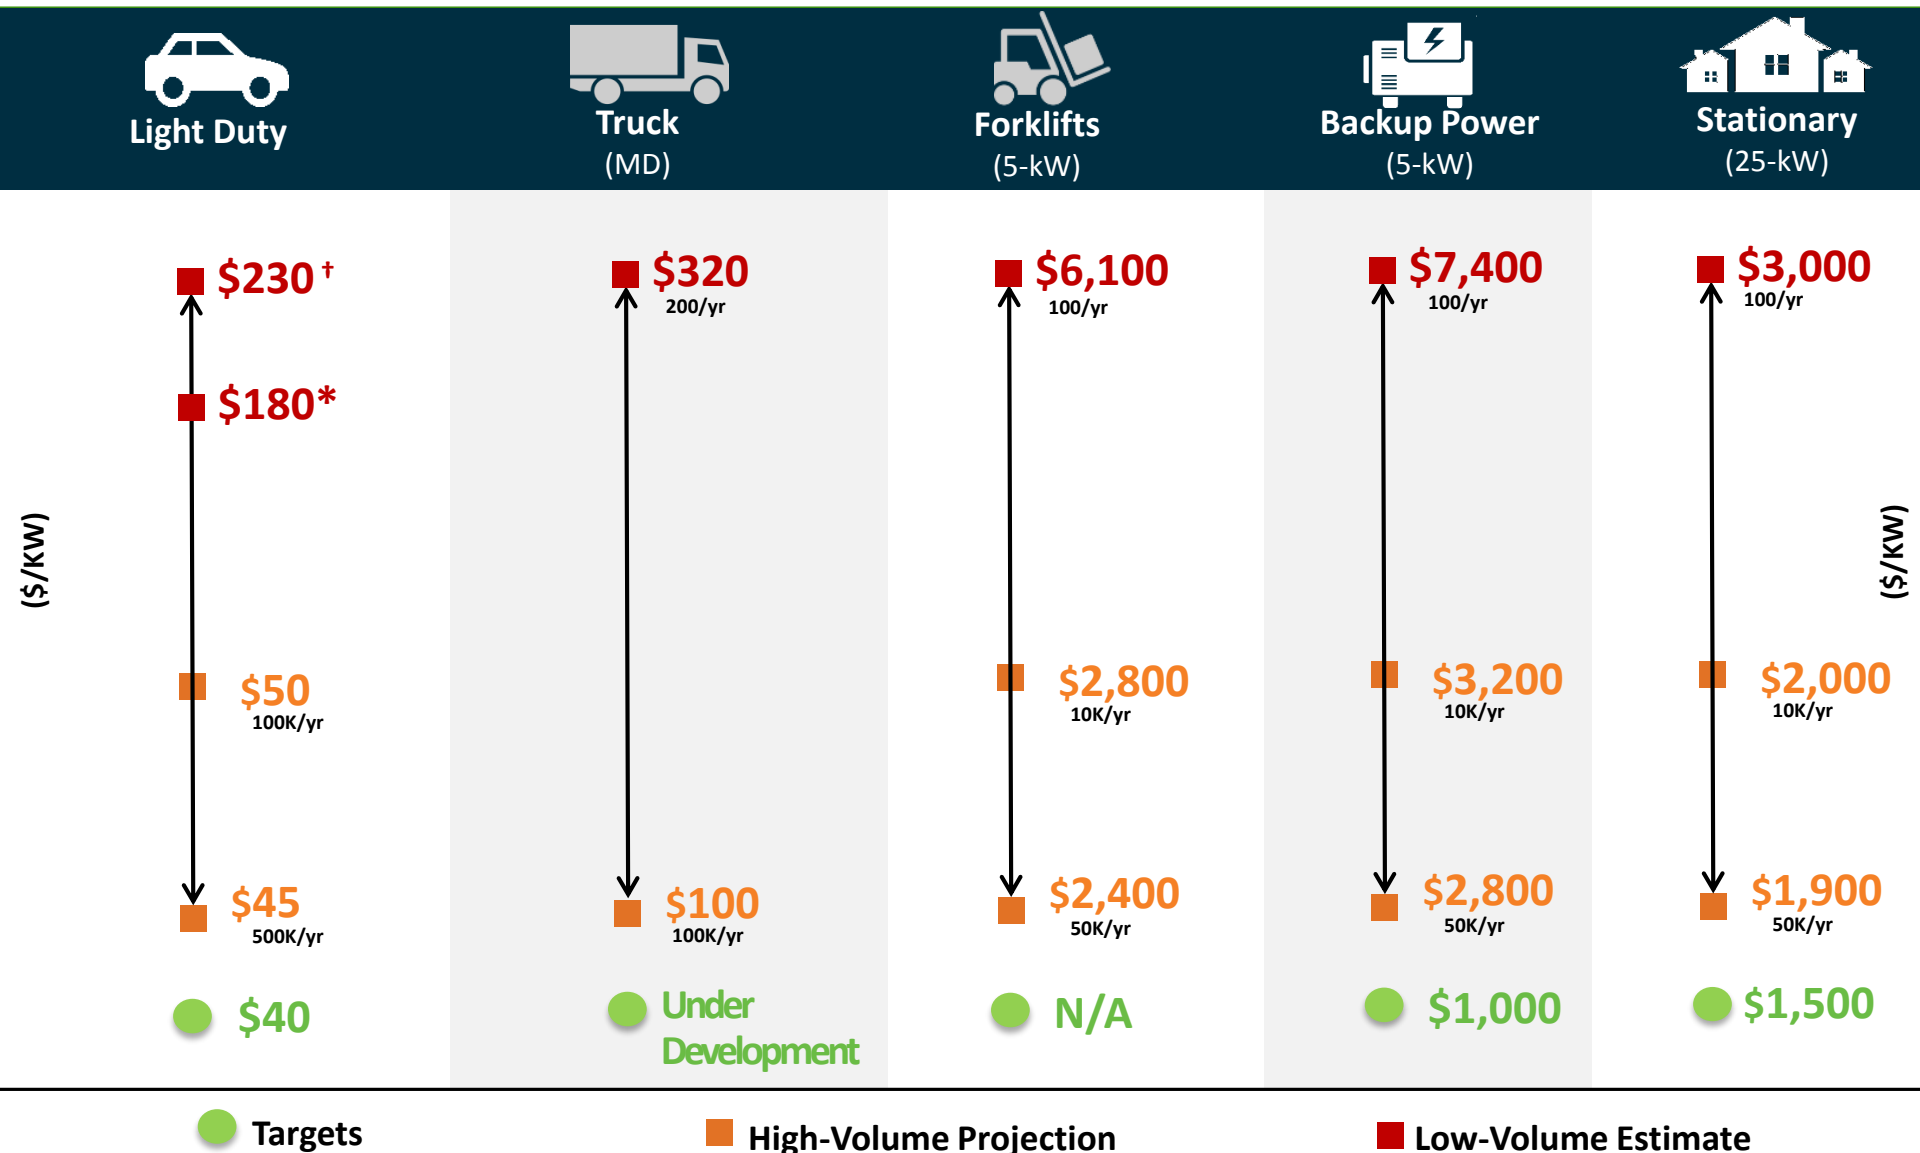 Light Duty
Truck
(MD)
Forklifts
(5-kW)
Backup Power
(5-kW)
Stationary
(25-kW)
($/KW)
$230 †
$180*
$50
100K/yr
$45
500K/yr
$40
$320
200/yr
$100
100K/yr
Under
Development
$6,100
100/yr
$2,800
10K/yr
$2,400
50K/yr
N/A
$7,400
100/yr
$3,200
10K/yr
$2,800
50K/yr
$1,000
$3,000
100/yr
$2,000
10K/yr
$1,900
50K/yr
$1,500
($/KW)
Targets
High-Volume Projection
Low-Volume Estimate